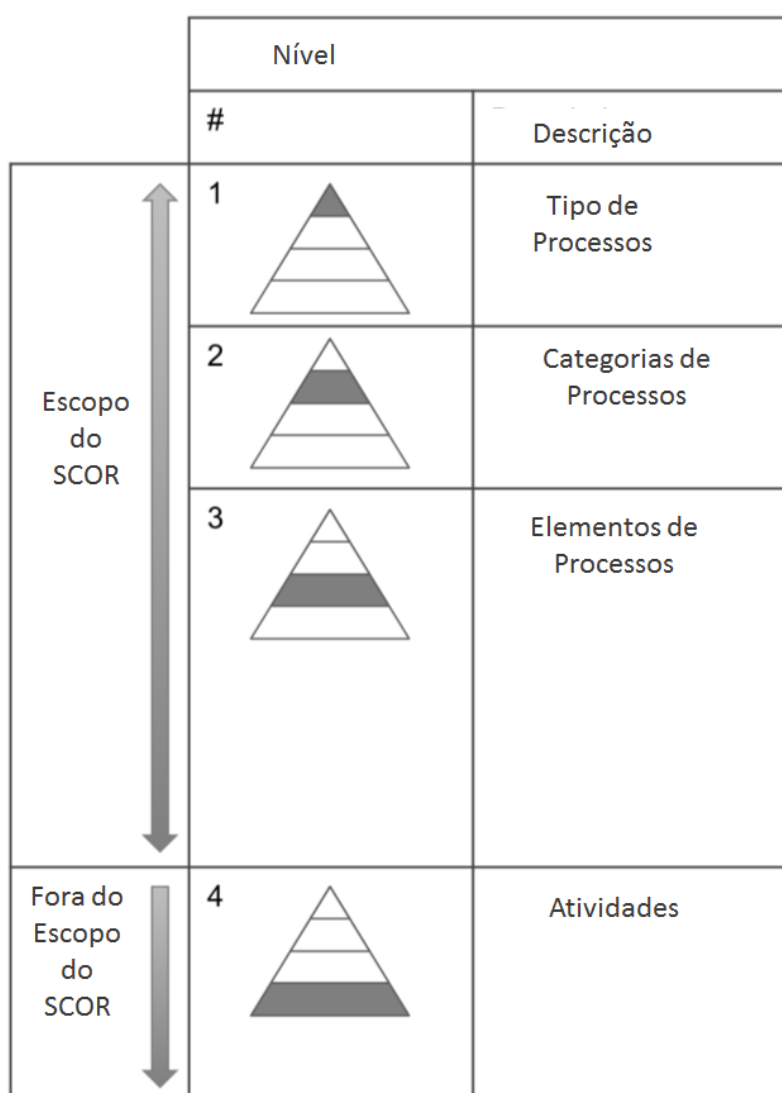 Nível
#
Descrição
1
Tipo de
Processos
2
Categorias de
Processos
Escopo
do
SCOR
3
Elementos de
Processos
Fora do
Escopo
do
SCOR
4
Atividades